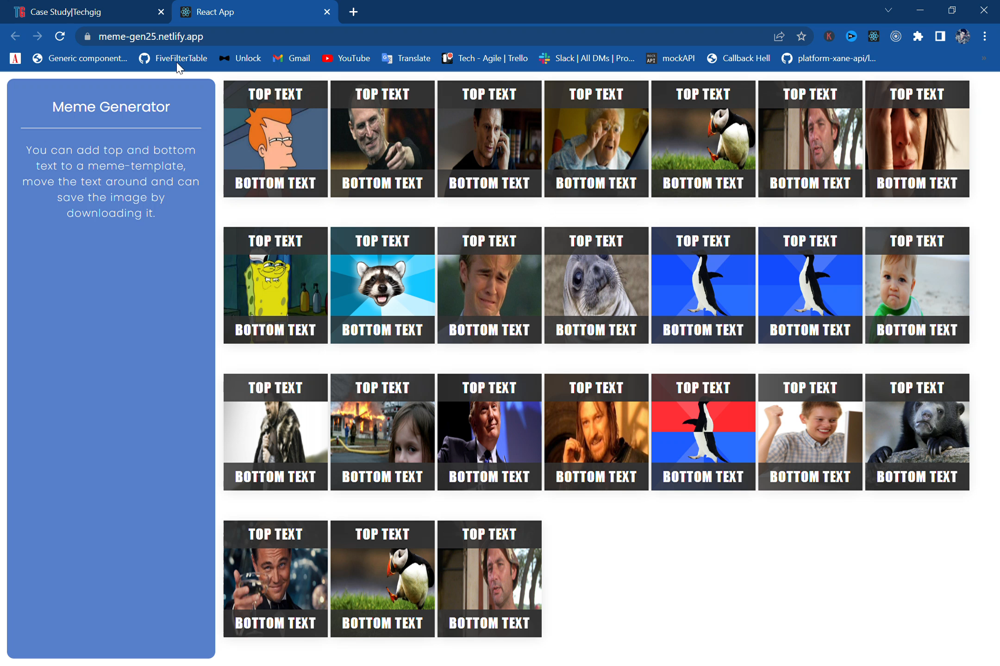 Case Study|Techgig
React App
meme-gen25.netlify.app
K
A
Generic component...
FiveFilterTable
Unlock
Gmail
YouTube
Translate
Tech - Agile | Trello
Slack | All DMs | Pro...
mock API
mockAPI
Callback Hell
platform-xane-api/l...
»
Meme Generator
You can add top and bottom
text to a meme-template,
move the text around and can
save the image by
downloading it.
TOP TEXT TOP TEXT TOP TEXT TOP TEXT TOP TEXT TOP TEXT TOP TEXT
BOTTOM TEXT BOTTOM TEXT BOTTOM TEXT BOTTOM TEXT BOTTOM TEXT BOTTOM TEXT BOTTOM TEXT
TOP TEXT TOP TEXT TOP TEXT TOP TEXT TOP TEXT TOP TEXT TOP TEXT
BOTTOM TEXT BOTTOM TEXT BOTTOM TEXT BOTTOM TEXT BOTTOM TEXT BOTTOM TEXT BOTTOM TEXT
TOP TEXT TOP TEXT TOP TEXT TOP TEXT TOP TEXT TOP TEXT TOP TEXT
BOTTOM TEXT BOTTOM TEXT BOTTOM TEXT BOTTOM TEXT BOTTOM TEXT BOTTOM TEXT BOTTOM TEXT
TOP TEXT TOP TEXT TOP TEXT
BOTTOM TEXT BOTTOM TEXT BOTTOM TEXT